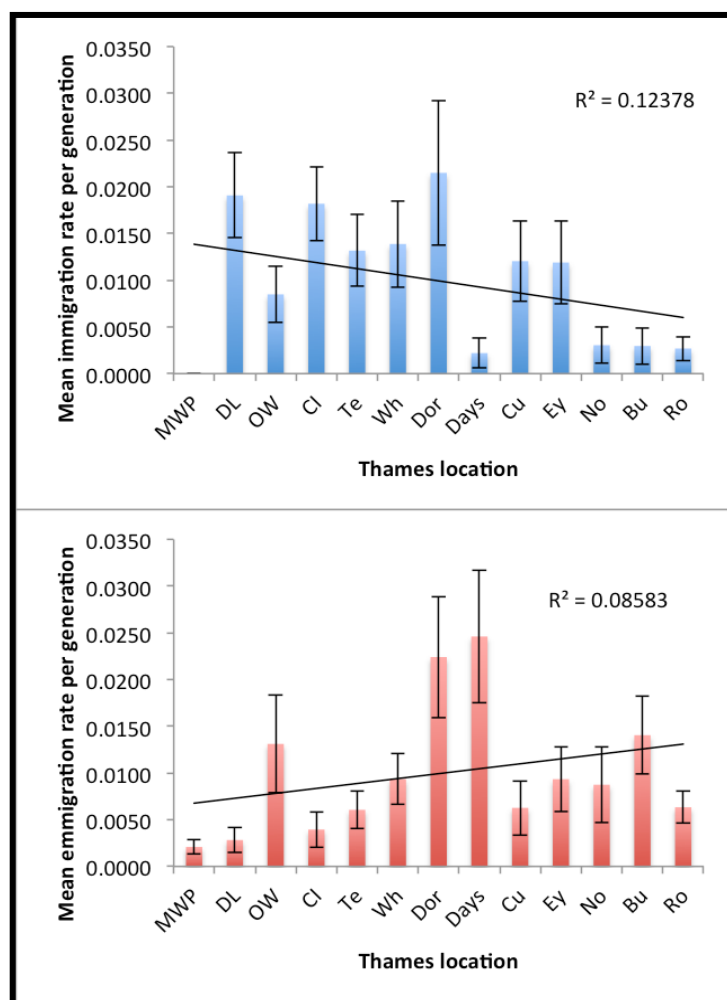 Mean immigration rate per generation
0.0350
0.0300
0.0250
0.0200
0.0150
0.0100
0.0050
0.0000
R² = 0.12378
MWP DL OW Cl Te Wh Dor Days Cu Ey No Bu Ro
Thames location
Mean emmigration rate per generation
0.0350
0.0300
0.0250
0.0200
0.0150
0.0100
0.0050
0.0000
R² = 0.08583
MWP DL OW Cl Te Wh Dor Days Cu Ey No Bu Ro
Thames location